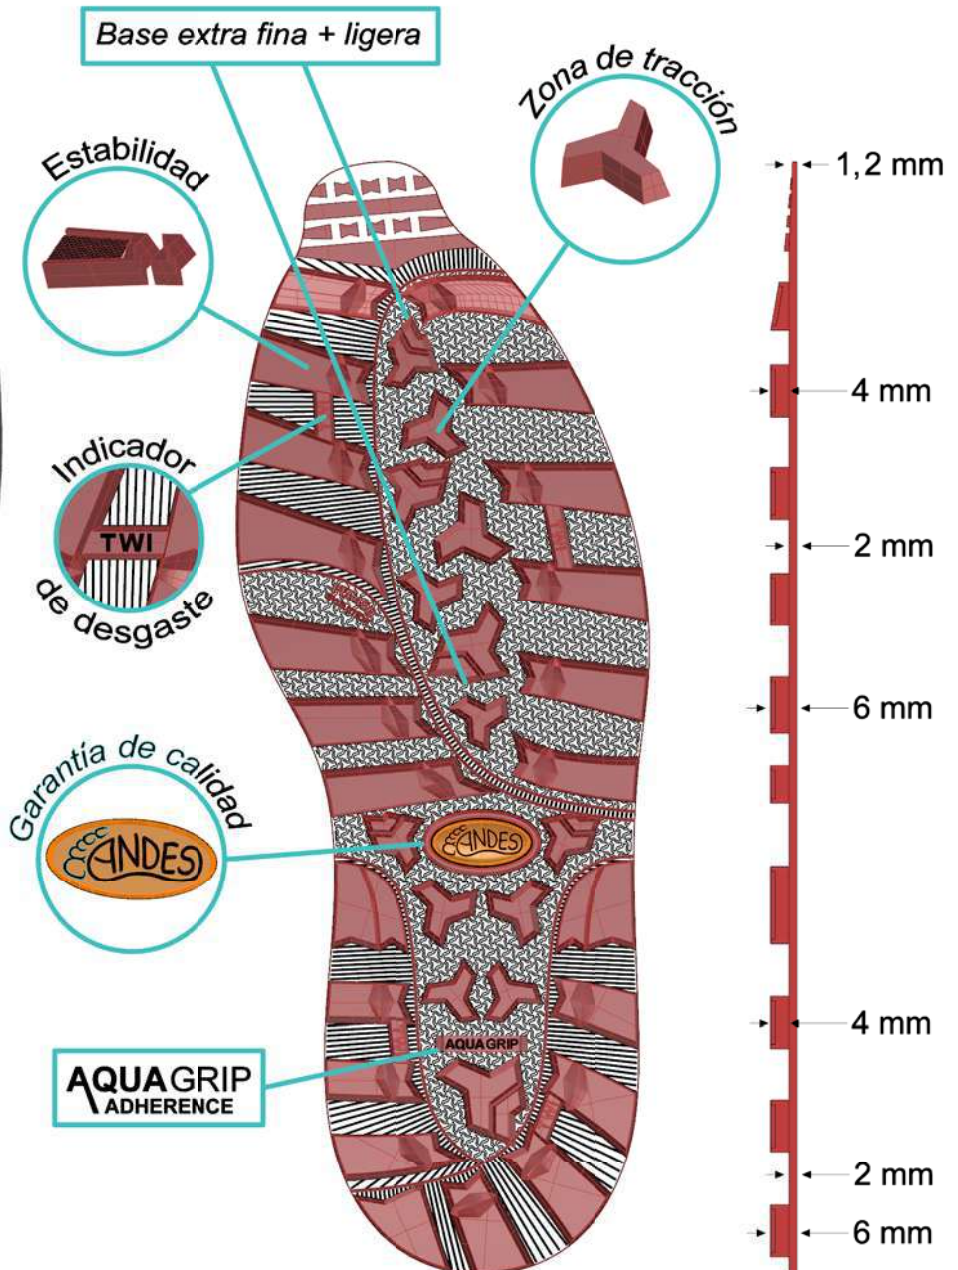 Base extra fina + ligera
Zona de tracción
Estabilidad
1,2 mm
4 mm
Indicador
TWI
de desgaste
2 mm
6 mm
Garantía de calidad
ANDES
ANDES
4 mm
AQUAGRIP
AQUAGRIP
ADHERENCE
2 mm
6 mm